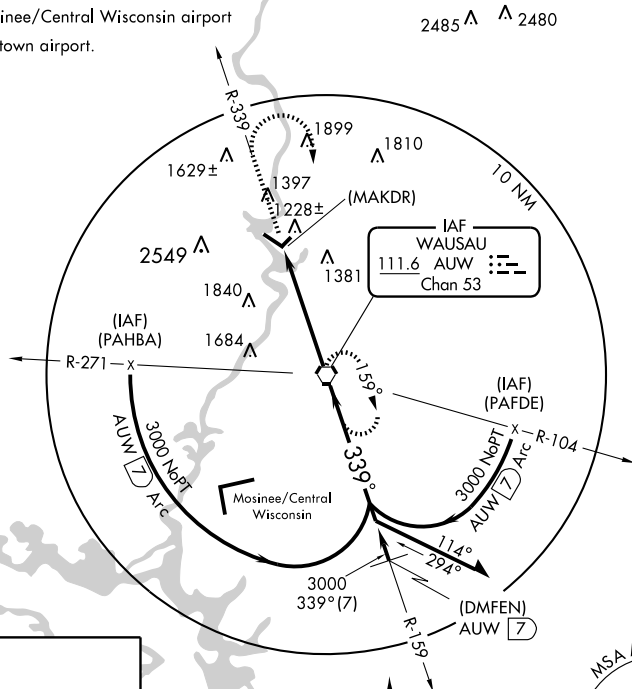 inee/Central Wisconsin airport
town airport.
2485
2480
R-339
1899
1810
1629±
1397
1228±
(MAKDR)
10 NM
2549
IAF
WAUSAU
111.6 AUW
Chan 53
1381
1840
1684
(IAF)
(PAHBA)
R-271
X
159°
(IAF)
(PAFDE)
X
R-104
3000 NoPT
AUW 7 Arc
339°
3000 NoPT
AUW 7 Arc
Mosinee/Central
Wisconsin
114°
294°
3000
339° (7)
(DMFEN)
AUW 7
R-159
MSA